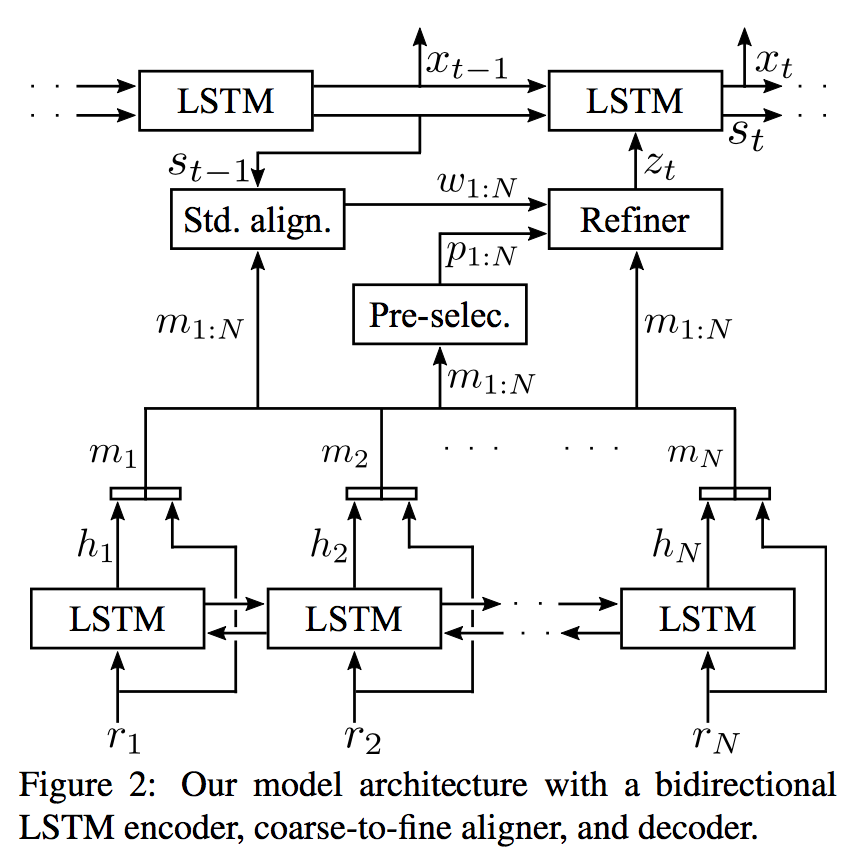 x_{t-1} x_t
· · LSTM LSTM · ·
s_t
s_{t-1} z_t
w_{1:N}
Std. align. Refiner
p_{1:N}
Pre-selec.
m_{1:N} m_{1:N}
m_{1:N}
m_1 m_2 · · · · · · m_N
h_1 h_2 h_N
LSTM LSTM · · · · LSTM
r_1 r_2 r_N
Figure 2: Our model architecture with a bidirectional
LSTM encoder, coarse-to-fine aligner, and decoder.